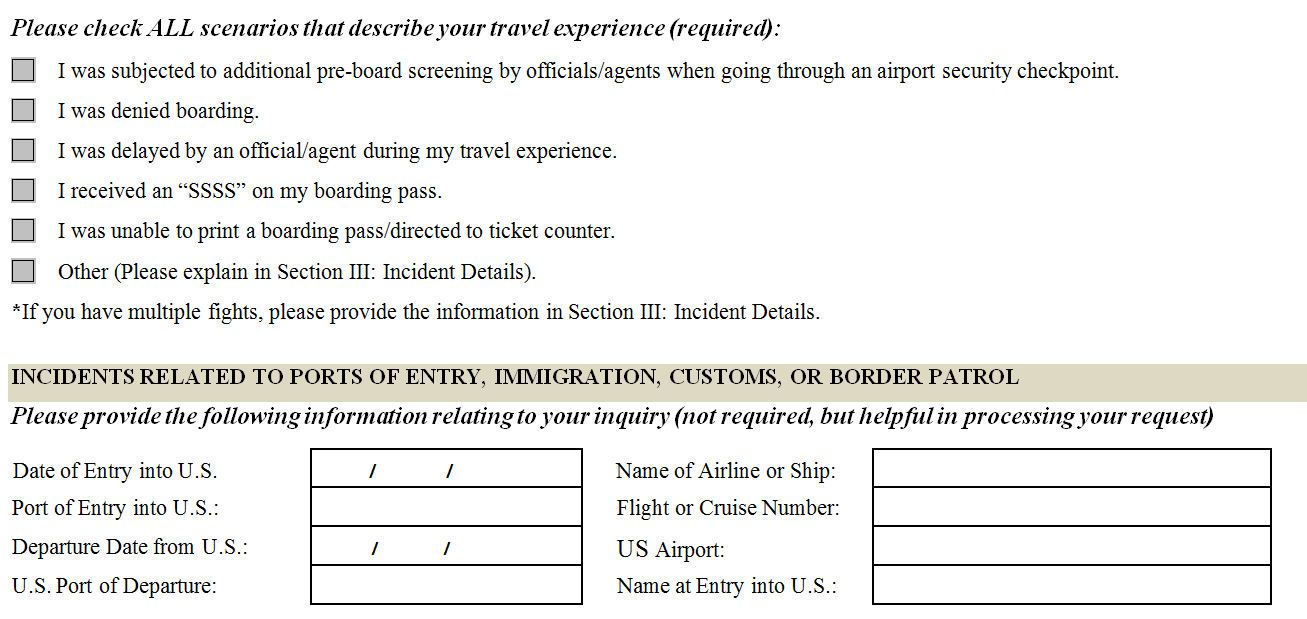 Please check ALL scenarios that describe your travel experience (required):
I was subjected to additional pre-board screening by officials/agents when going through an airport security checkpoint.
I was denied boarding.
I was delayed by an official/agent during my travel experience.
I received an “SSSS” on my boarding pass.
I was unable to print a boarding pass/directed to ticket counter.
Other (Please explain in Section III: Incident Details).
*If you have multiple fights, please provide the information in Section III: Incident Details.
INCIDENTS RELATED TO PORTS OF ENTRY, IMMIGRATION, CUSTOMS, OR BORDER PATROL
Please provide the following information relating to your inquiry (not required, but helpful in processing your request)
Date of Entry into U.S. / / Name of Airline or Ship:
Port of Entry into U.S.: Flight or Cruise Number:
Departure Date from U.S.: / / US Airport:
U.S. Port of Departure: Name at Entry into U.S.: